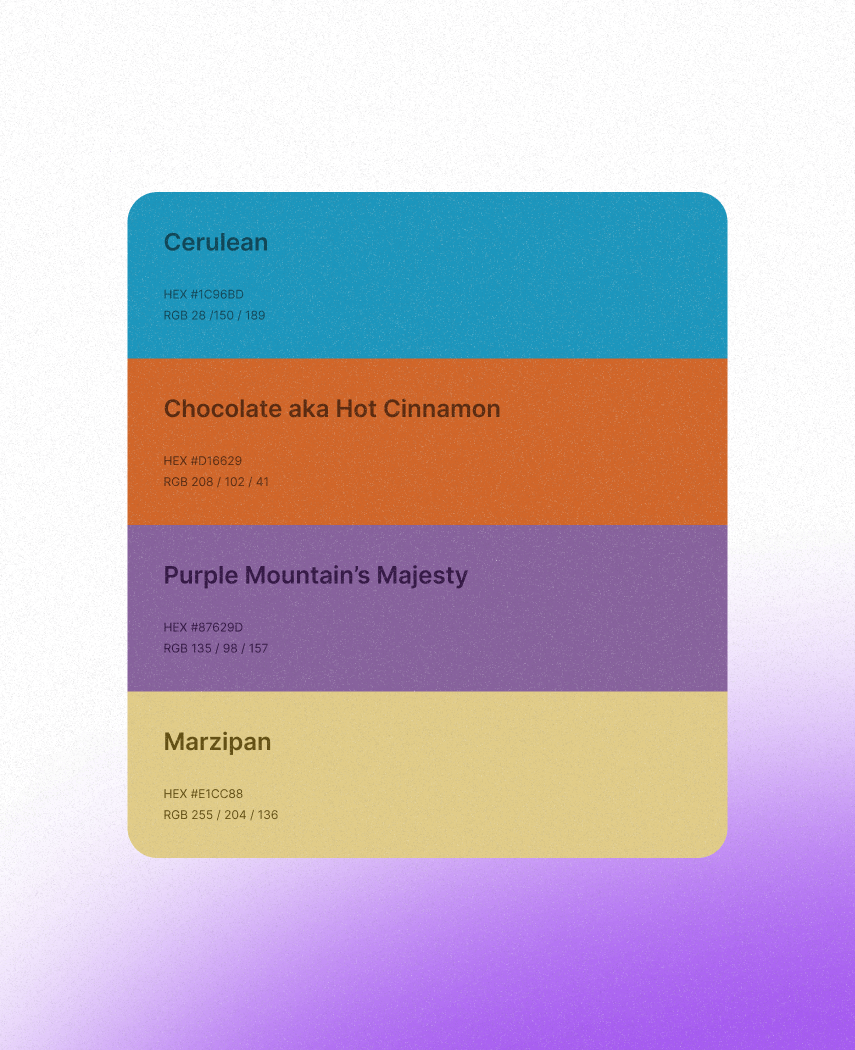 Cerulean
HEX #1C96BD
RGB 28 /150 / 189
Chocolate aka Hot Cinnamon
HEX #D16629
RGB 208 / 102 / 41
Purple Mountain’s Majesty
HEX #87629D
RGB 135 / 98 / 157
Marzipan
HEX #E1CC88
RGB 255 / 204 / 136